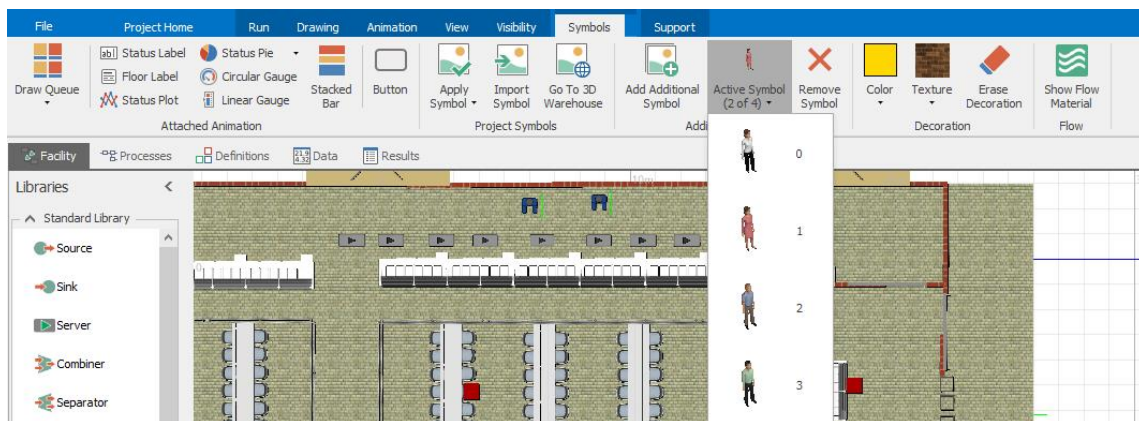 File Project Home Run Drawing Animation View Visibility Symbols Support
Draw Queue
ab| Status Label
Floor Label
Status Plot
Status Pie
Circular Gauge
Linear Gauge
Stacked
Bar
Button
Apply
Symbol
Import
Symbol
Go To 3D
Warehouse
Add Additional
Symbol
Active Symbol
(2 of 4)
Remove
Symbol
Color
Texture
Erase
Decoration
Show Flow
Material
Attached Animation Project Symbols Addi Decoration Flow
Facility Processes Definitions Data Results
Libraries
Standard Library
Source
Sink
Server
Combiner
Separator
0
1
2
3